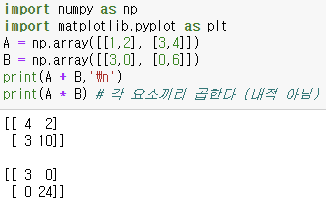 import numpy as np
import matplotlib.pyplot as plt
A = np.array([[1,2], [3,4]])
B = np.array([[3,0], [0,6]])
print(A + B,'₩n')
print(A * B) # 각 요소끼리 곱한다 (내적 아님)
[[ 4  2]
 [ 3 10]]
[[ 3  0]
 [ 0 24]]